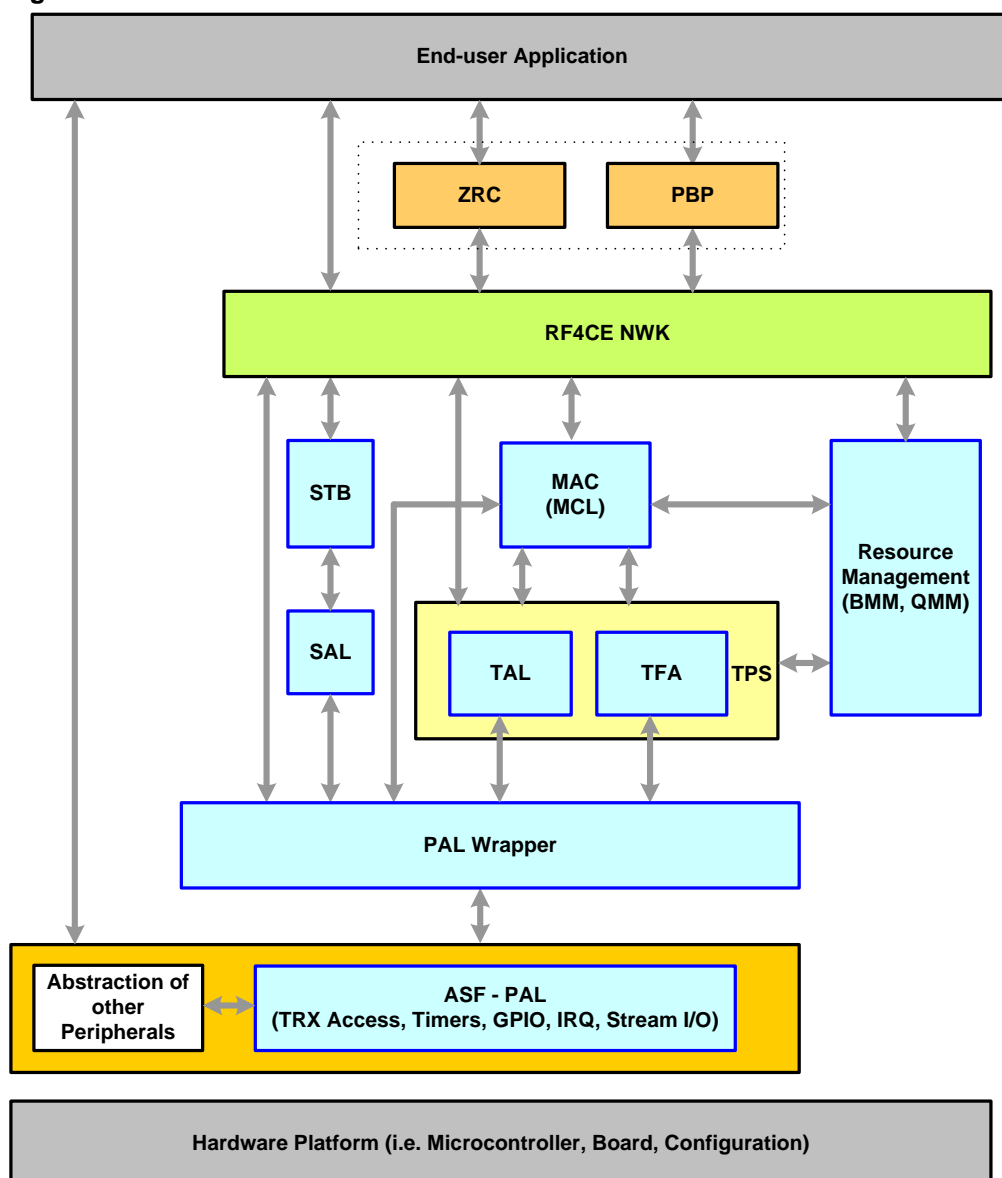 End-user Application
ZRC
PBP
RF4CE NWK
STB
MAC
(MCL)
Resource
Management
(BMM, QMM)
SAL
TAL
TFA
TPS
PAL Wrapper
Abstraction of
other
Peripherals
ASF - PAL
(TRX Access, Timers, GPIO, IRQ, Stream I/O)
Hardware Platform (i.e. Microcontroller, Board, Configuration)